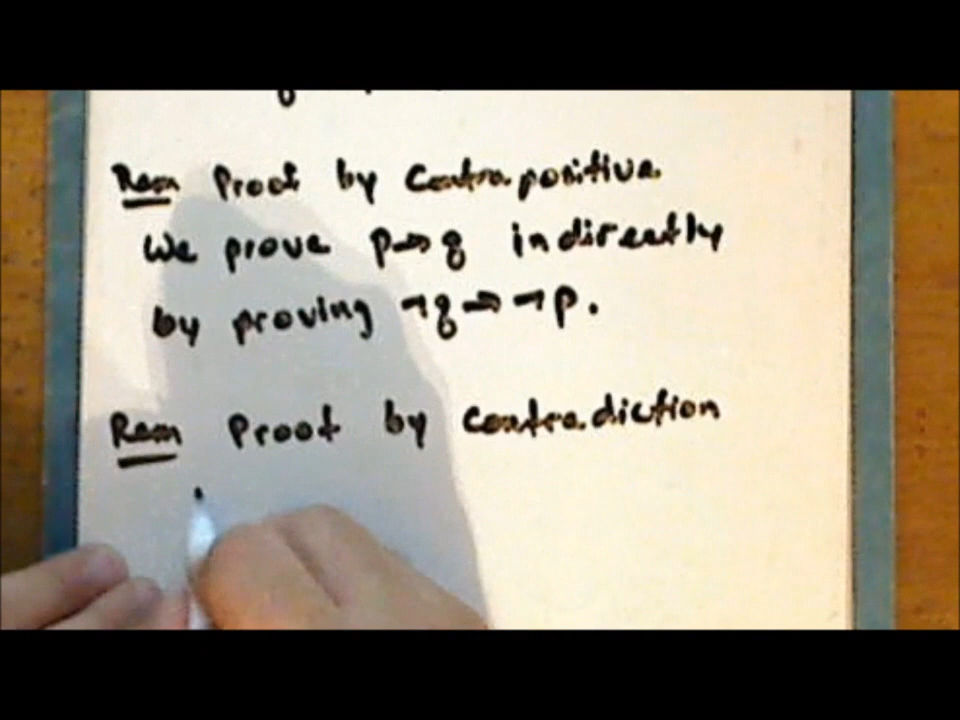 Rem Proof by Contrapositive
We prove p→q indirectly
by proving ¬q→¬p.
Rem Proof by Contradiction